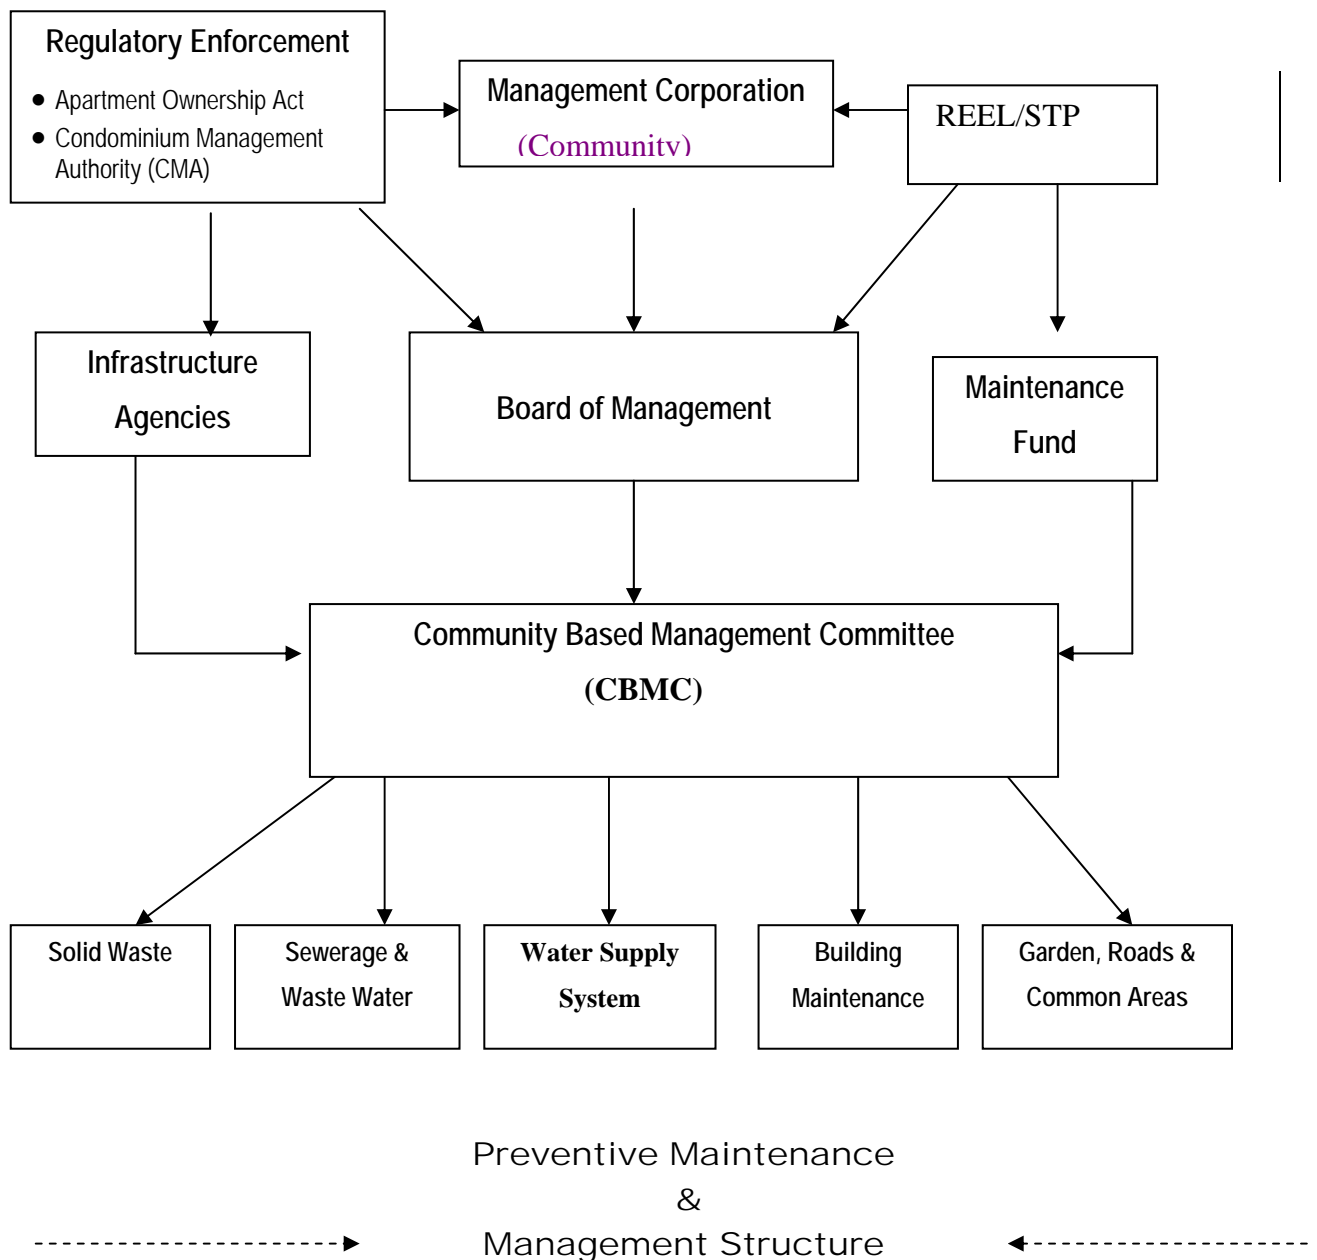 Regulatory Enforcement
● Apartment Ownership Act
● Condominium Management
Authority (CMA)
Management Corporation
(Community)
REEL/STP
Infrastructure
Agencies
Board of Management
Maintenance
Fund
Community Based Management Committee
(CBMC)
Solid Waste
Sewerage &
Waste Water
Water Supply
System
Building
Maintenance
Garden, Roads &
Common Areas
Preventive Maintenance
&
Management Structure